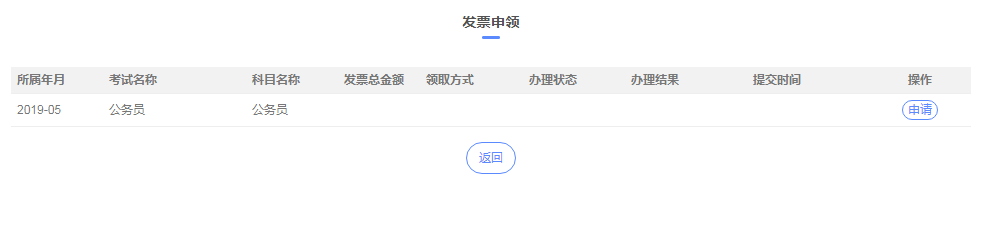 发票申领
所属年月 考试名称 科目名称 发票总金额 领取方式 办理状态 办理结果 提交时间 操作
2019-05 公务员 公务员 申请
返回